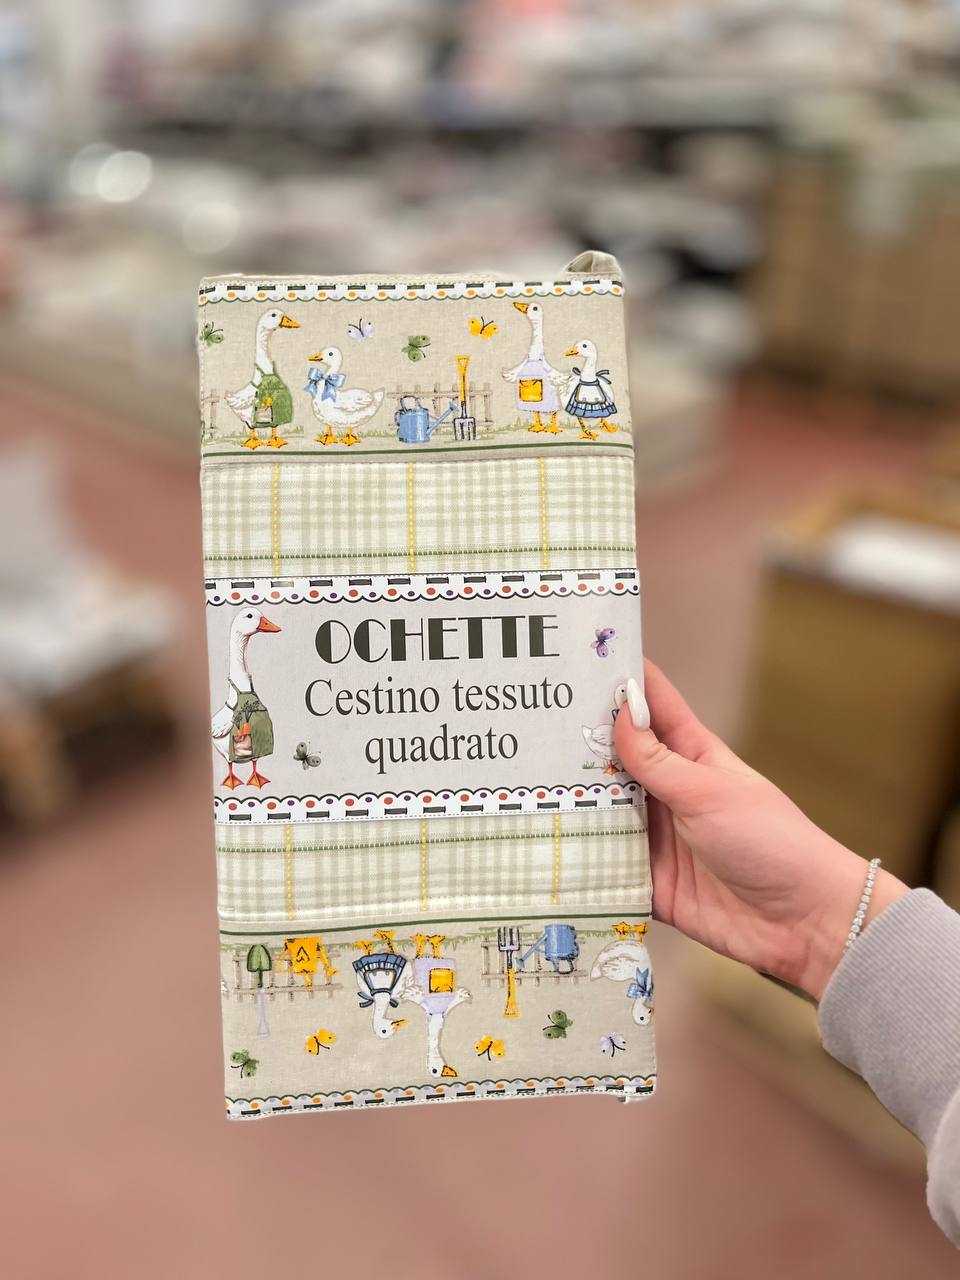 OCHETTE
Cestino tessuto
quadrato